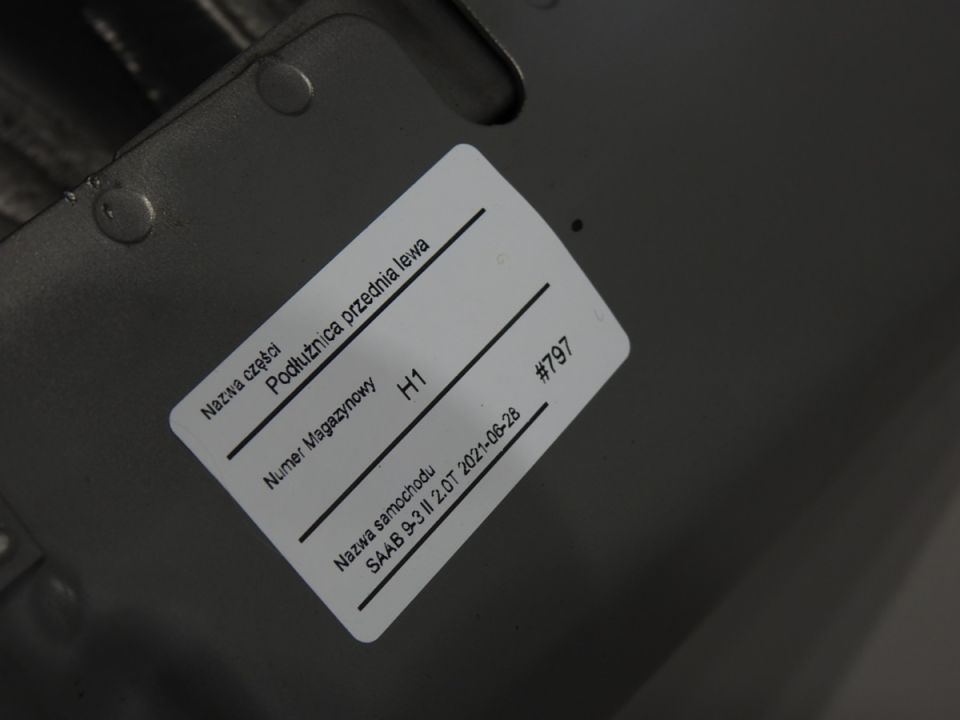 Nazwa części
Podłużnica przednia lewa
Numer Magazynowy
H1
#797
Nazwa samochodu
SAAB 9-3 II 2.0T 2021-06-28